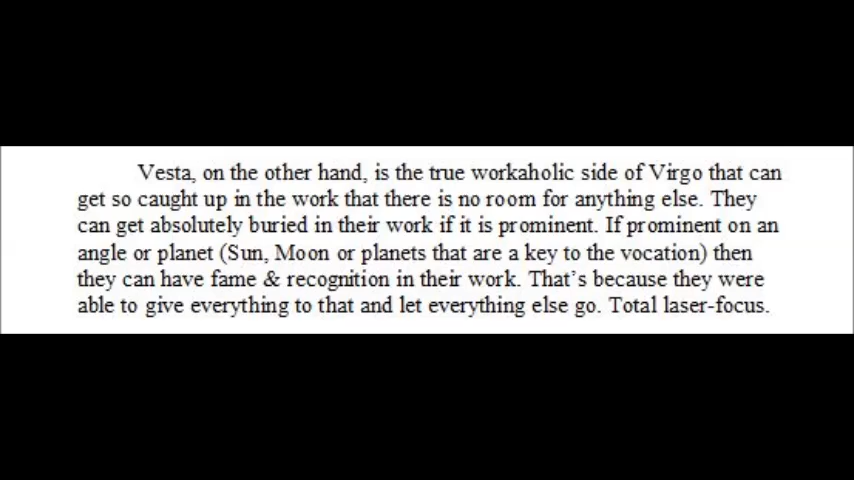 Vesta, on the other hand, is the true workaholic side of Virgo that can
get so caught up in the work that there is no room for anything else. They
can get absolutely buried in their work if it is prominent. If prominent on an
angle or planet (Sun, Moon or planets that are a key to the vocation) then
they can have fame & recognition in their work. That’s because they were
able to give everything to that and let everything else go. Total laser-focus.